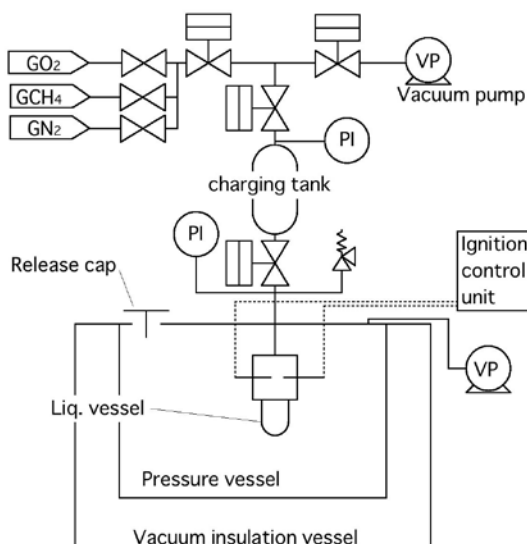 GO₂
GCH₄
GN₂
VP
Vacuum pump
PI
charging tank
PI
Ignition
control
unit
Release cap
VP
Liq. vessel
Pressure vessel
Vacuum insulation vessel